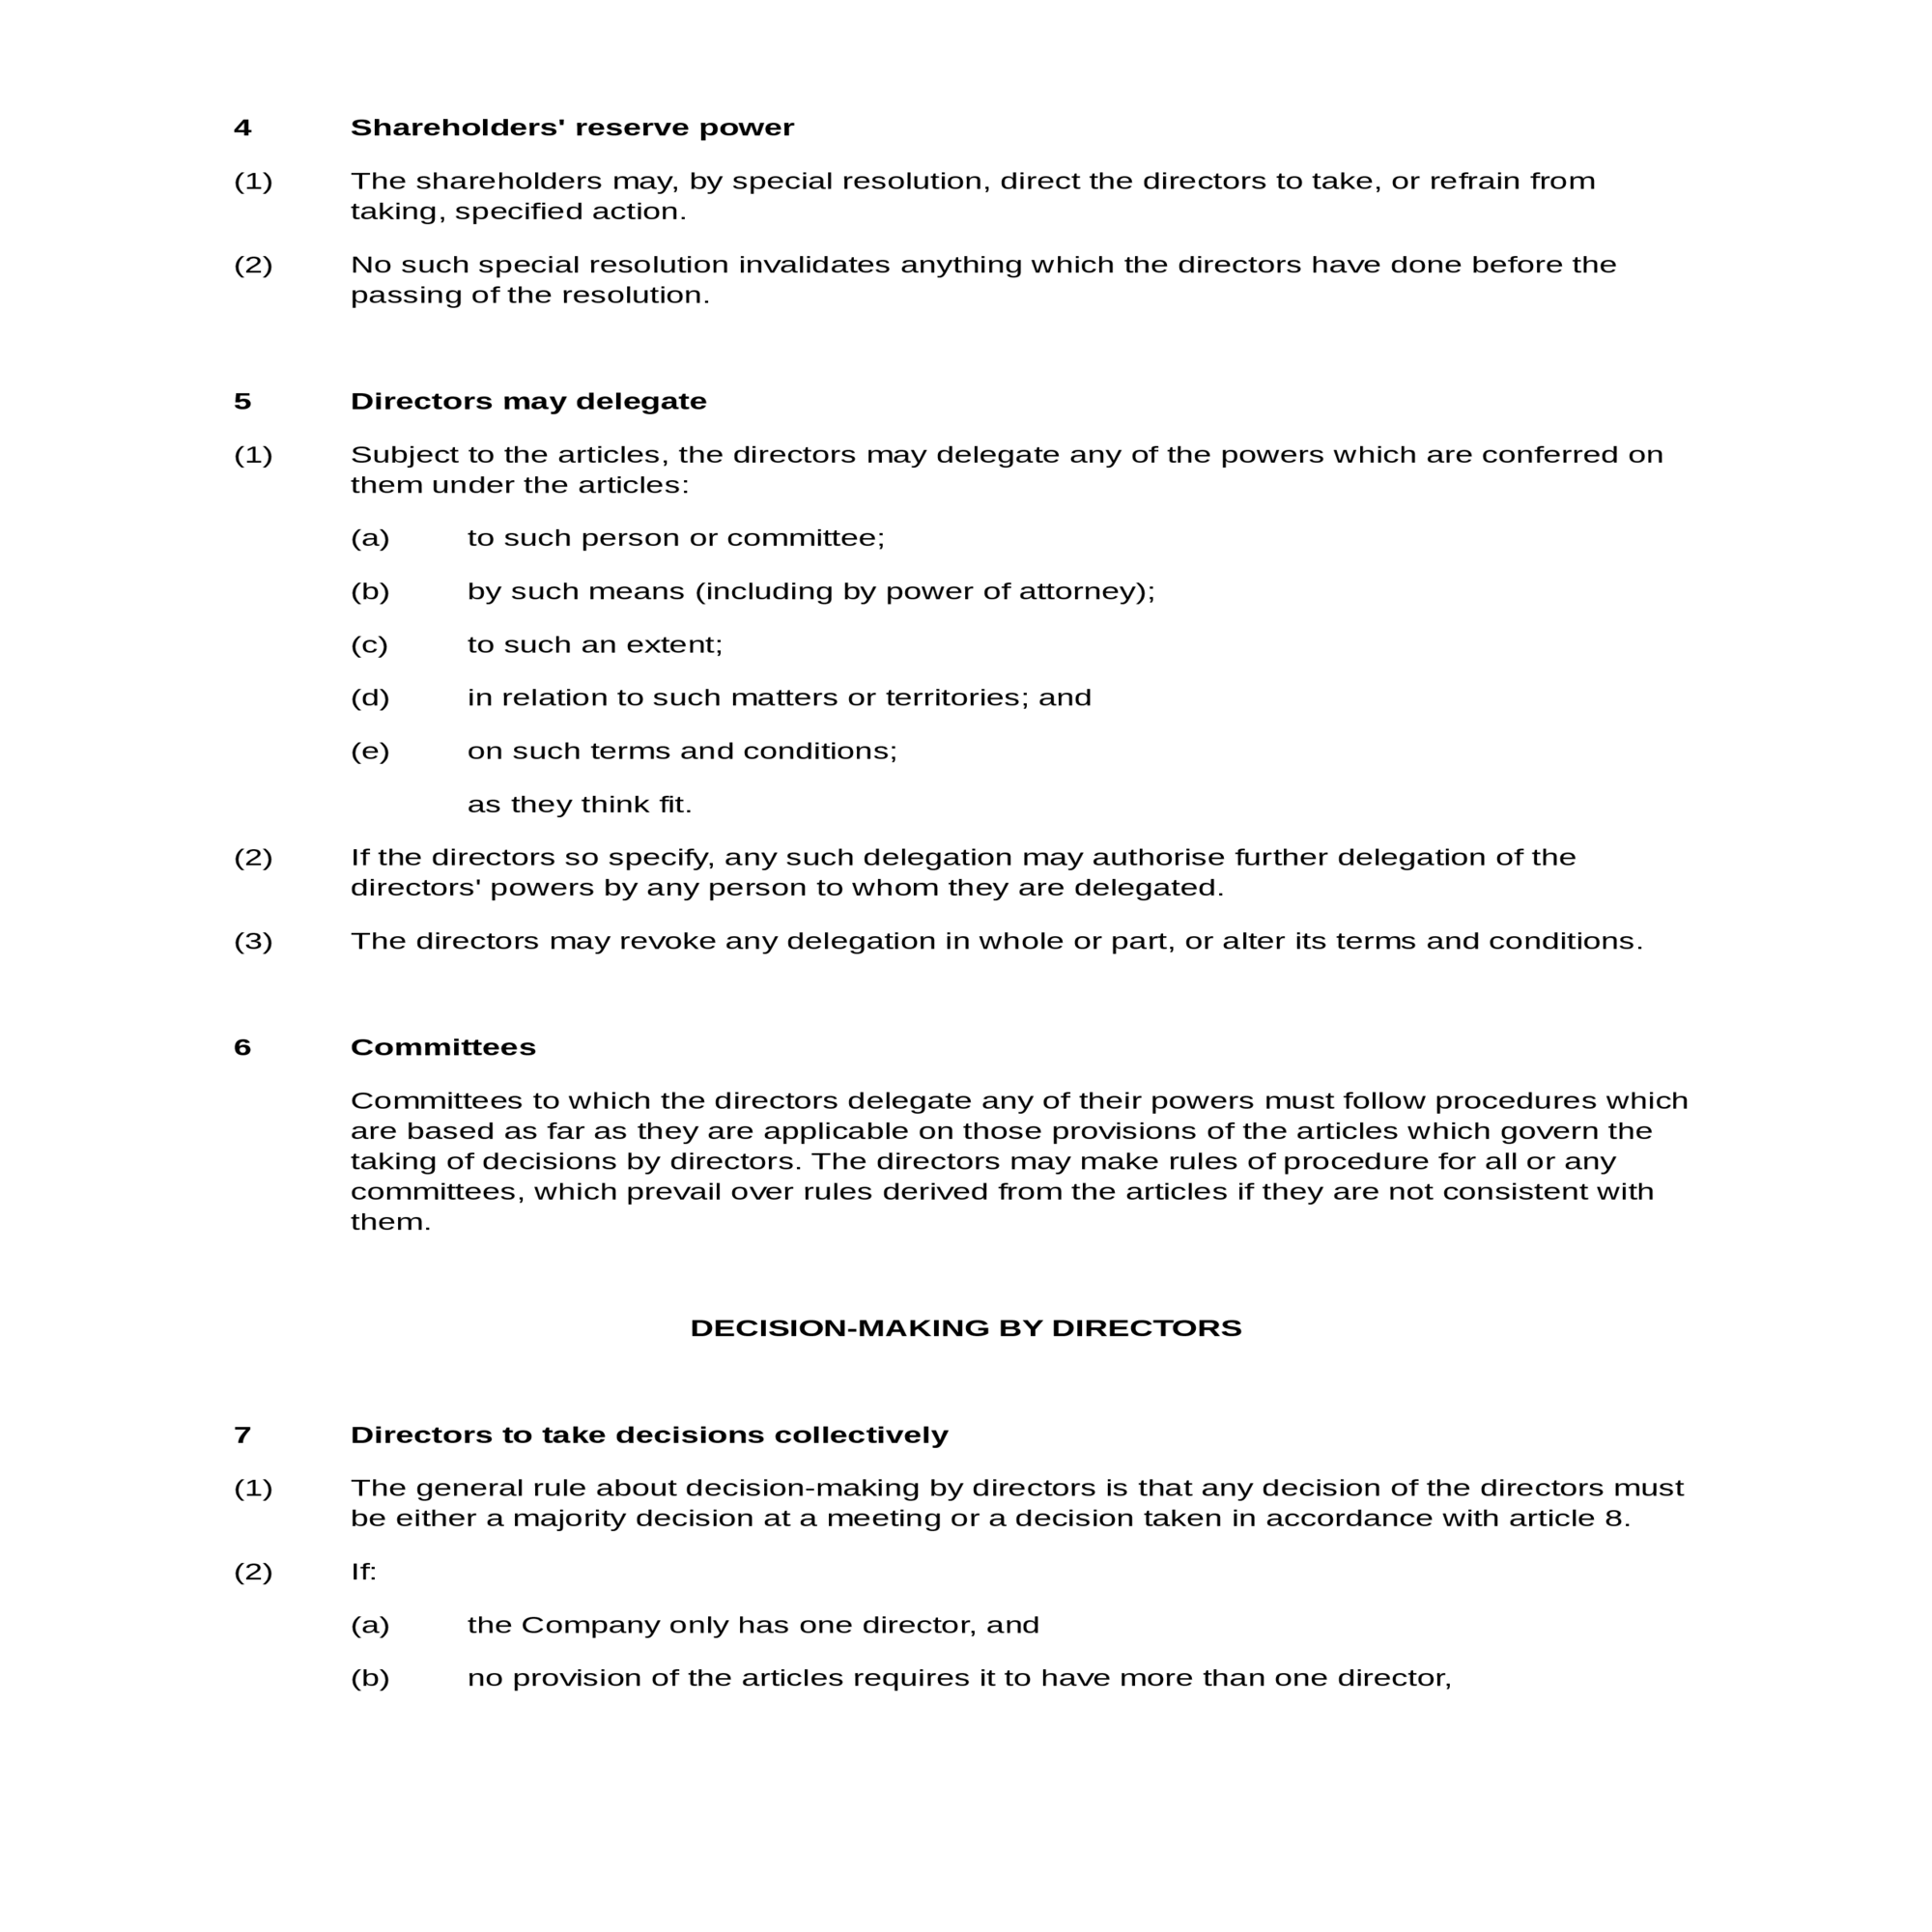 4 Shareholders' reserve power
(1) The shareholders may, by special resolution, direct the directors to take, or refrain from
taking, specified action.
(2) No such special resolution invalidates anything which the directors have done before the
passing of the resolution.
5 Directors may delegate
(1) Subject to the articles, the directors may delegate any of the powers which are conferred on
them under the articles:
(a) to such person or committee;
(b) by such means (including by power of attorney);
(c) to such an extent;
(d) in relation to such matters or territories; and
(e) on such terms and conditions;
as they think fit.
(2) If the directors so specify, any such delegation may authorise further delegation of the
directors' powers by any person to whom they are delegated.
(3) The directors may revoke any delegation in whole or part, or alter its terms and conditions.
6 Committees
Committees to which the directors delegate any of their powers must follow procedures which
are based as far as they are applicable on those provisions of the articles which govern the
taking of decisions by directors. The directors may make rules of procedure for all or any
committees, which prevail over rules derived from the articles if they are not consistent with
them.
DECISION-MAKING BY DIRECTORS
7 Directors to take decisions collectively
(1) The general rule about decision-making by directors is that any decision of the directors must
be either a majority decision at a meeting or a decision taken in accordance with article 8.
(2) If:
(a) the Company only has one director, and
(b) no provision of the articles requires it to have more than one director,